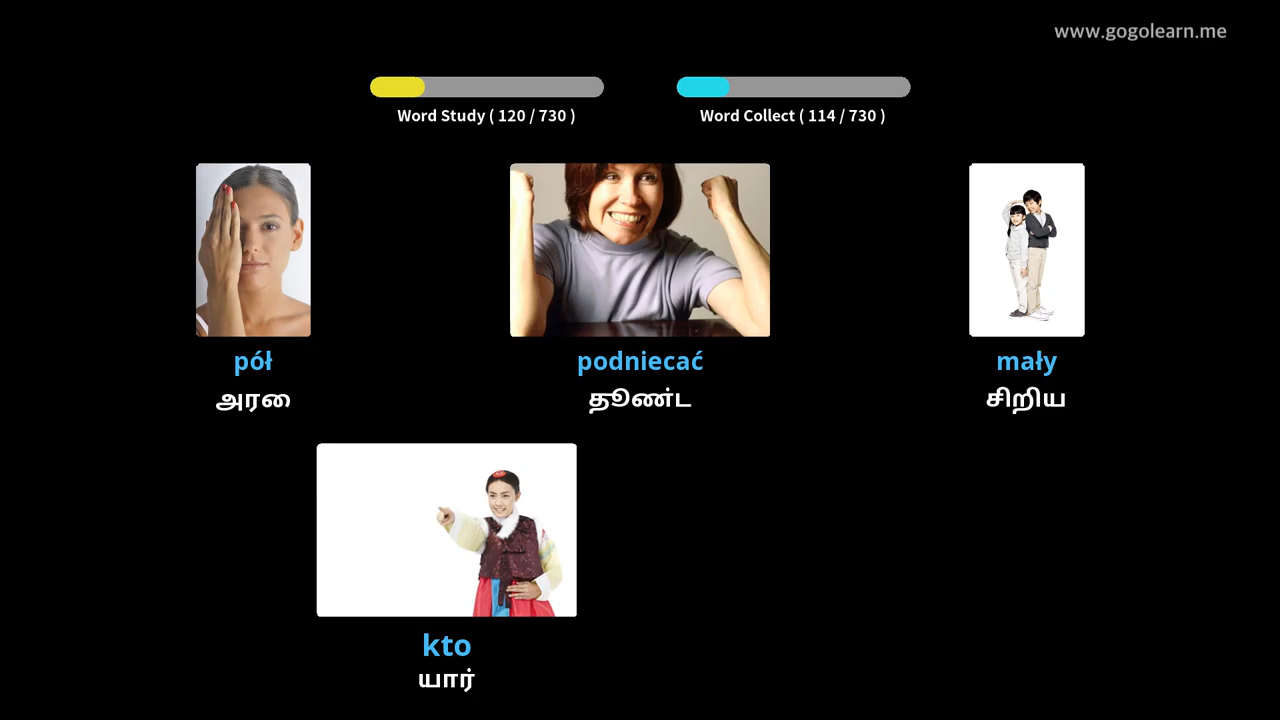 www.gogolearn.me
Word Study ( 120 / 730 )
Word Collect ( 114 / 730 )
pół
podniecać
mały
அரை
தூண்ட
சிறிய
kto
யார்